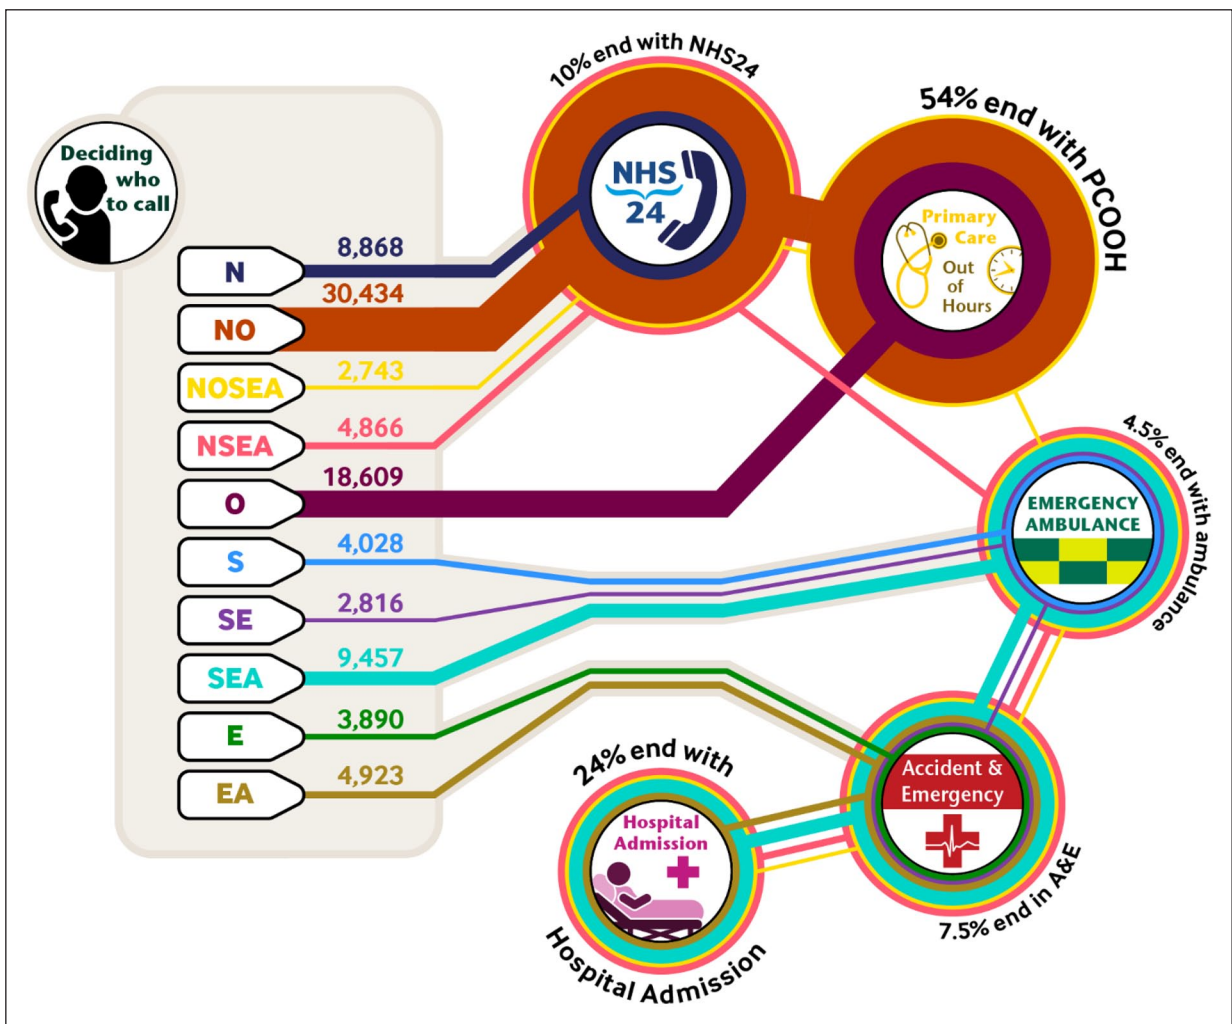 10% end with NHS24
54% end with PCOOH
Deciding
who
to call
NHS
24
Primary
Care
Out
of
Hours
N
8,868
NO
30,434
NOSEA
2,743
NSEA
4,866
O
18,609
S
4,028
SE
2,816
SEA
9,457
E
3,890
EA
4,923
4.5% end with ambulance
EMERGENCY
AMBULANCE
Accident &
Emergency
7.5% end in A&E
24% end with
Hospital
Admission
Hospital Admission